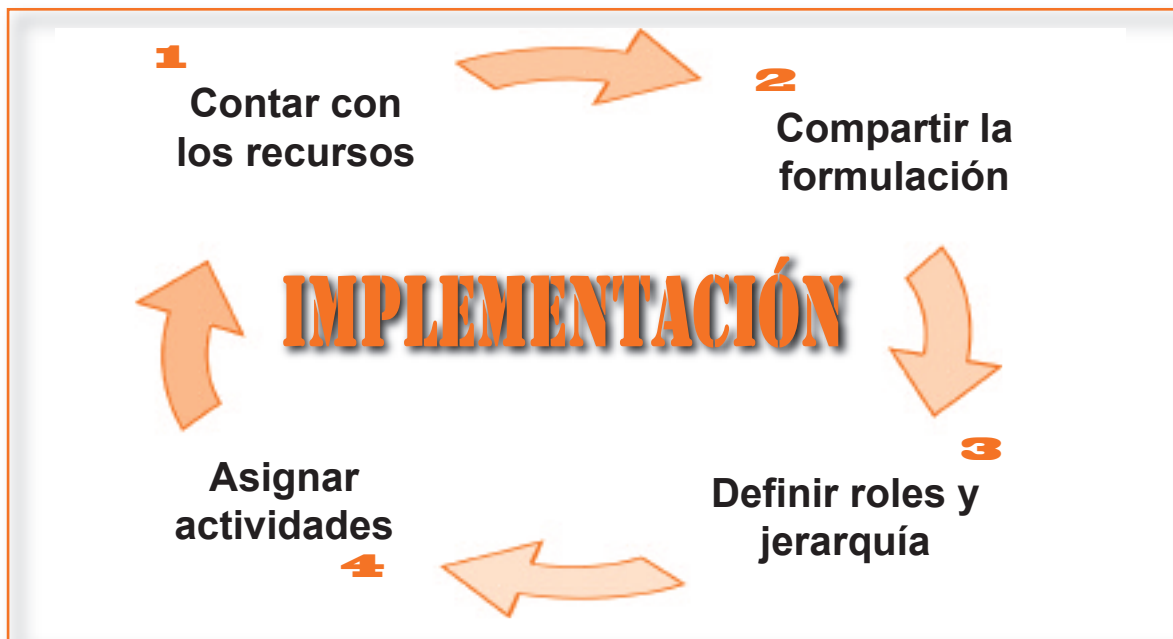 1
Contar con
los recursos
2
Compartir la
formulación
IMPLEMENTACIÓN
3
Definir roles y
jerarquía
Asignar
actividades
4